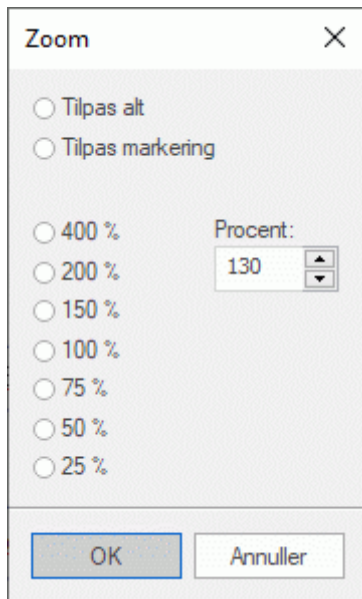 Zoom
Tilpas alt
Tilpas markering
400 %
Procent:
200 %
130
150 %
100 %
75 %
50 %
25 %
OK
Annuller